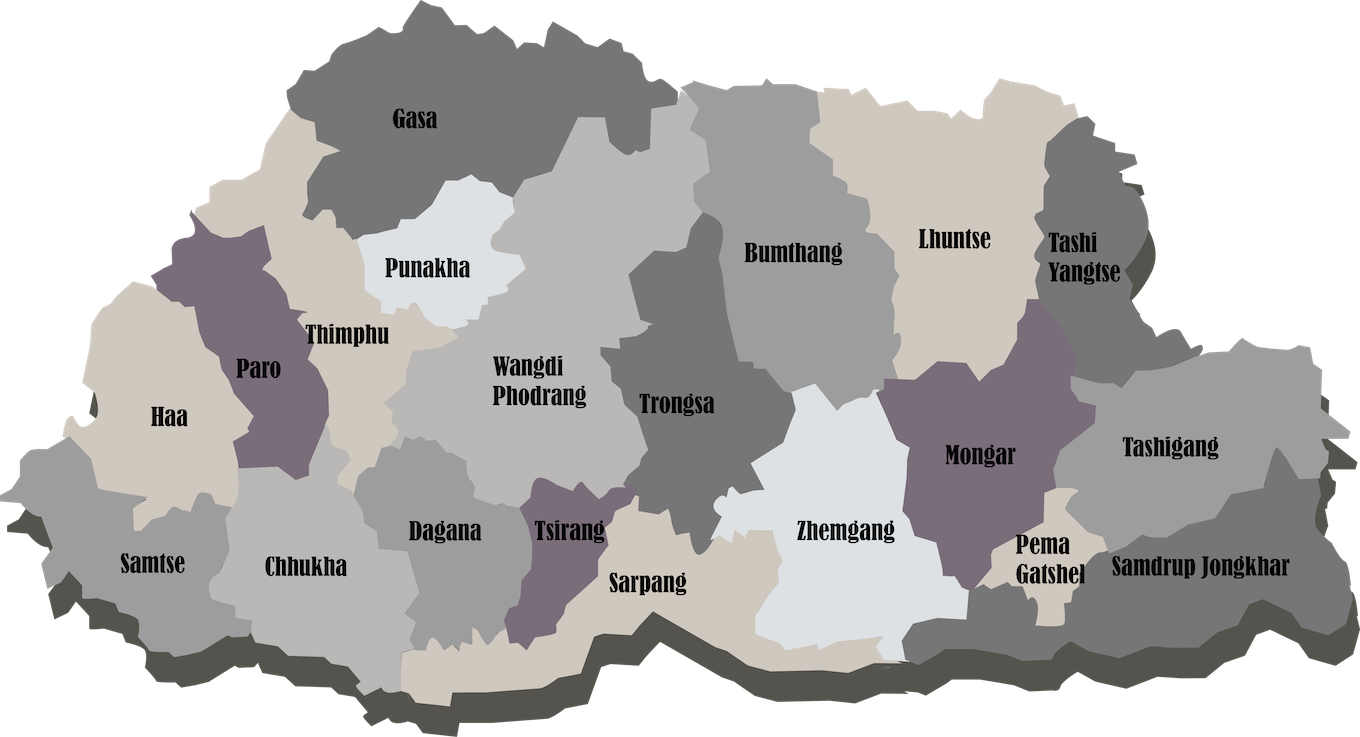 Gasa
Punakha
Bumthang
Lhuntse
Tashi
Yangtse
Thimphu
Paro
Wangdi
Phodrang
Trongsa
Haa
Mongar
Tashigang
Dagana
Tsirang
Zhemgang
Samtse
Chhukha
Sarpang
Pema
Gatshel
Samdrup Jongkhar